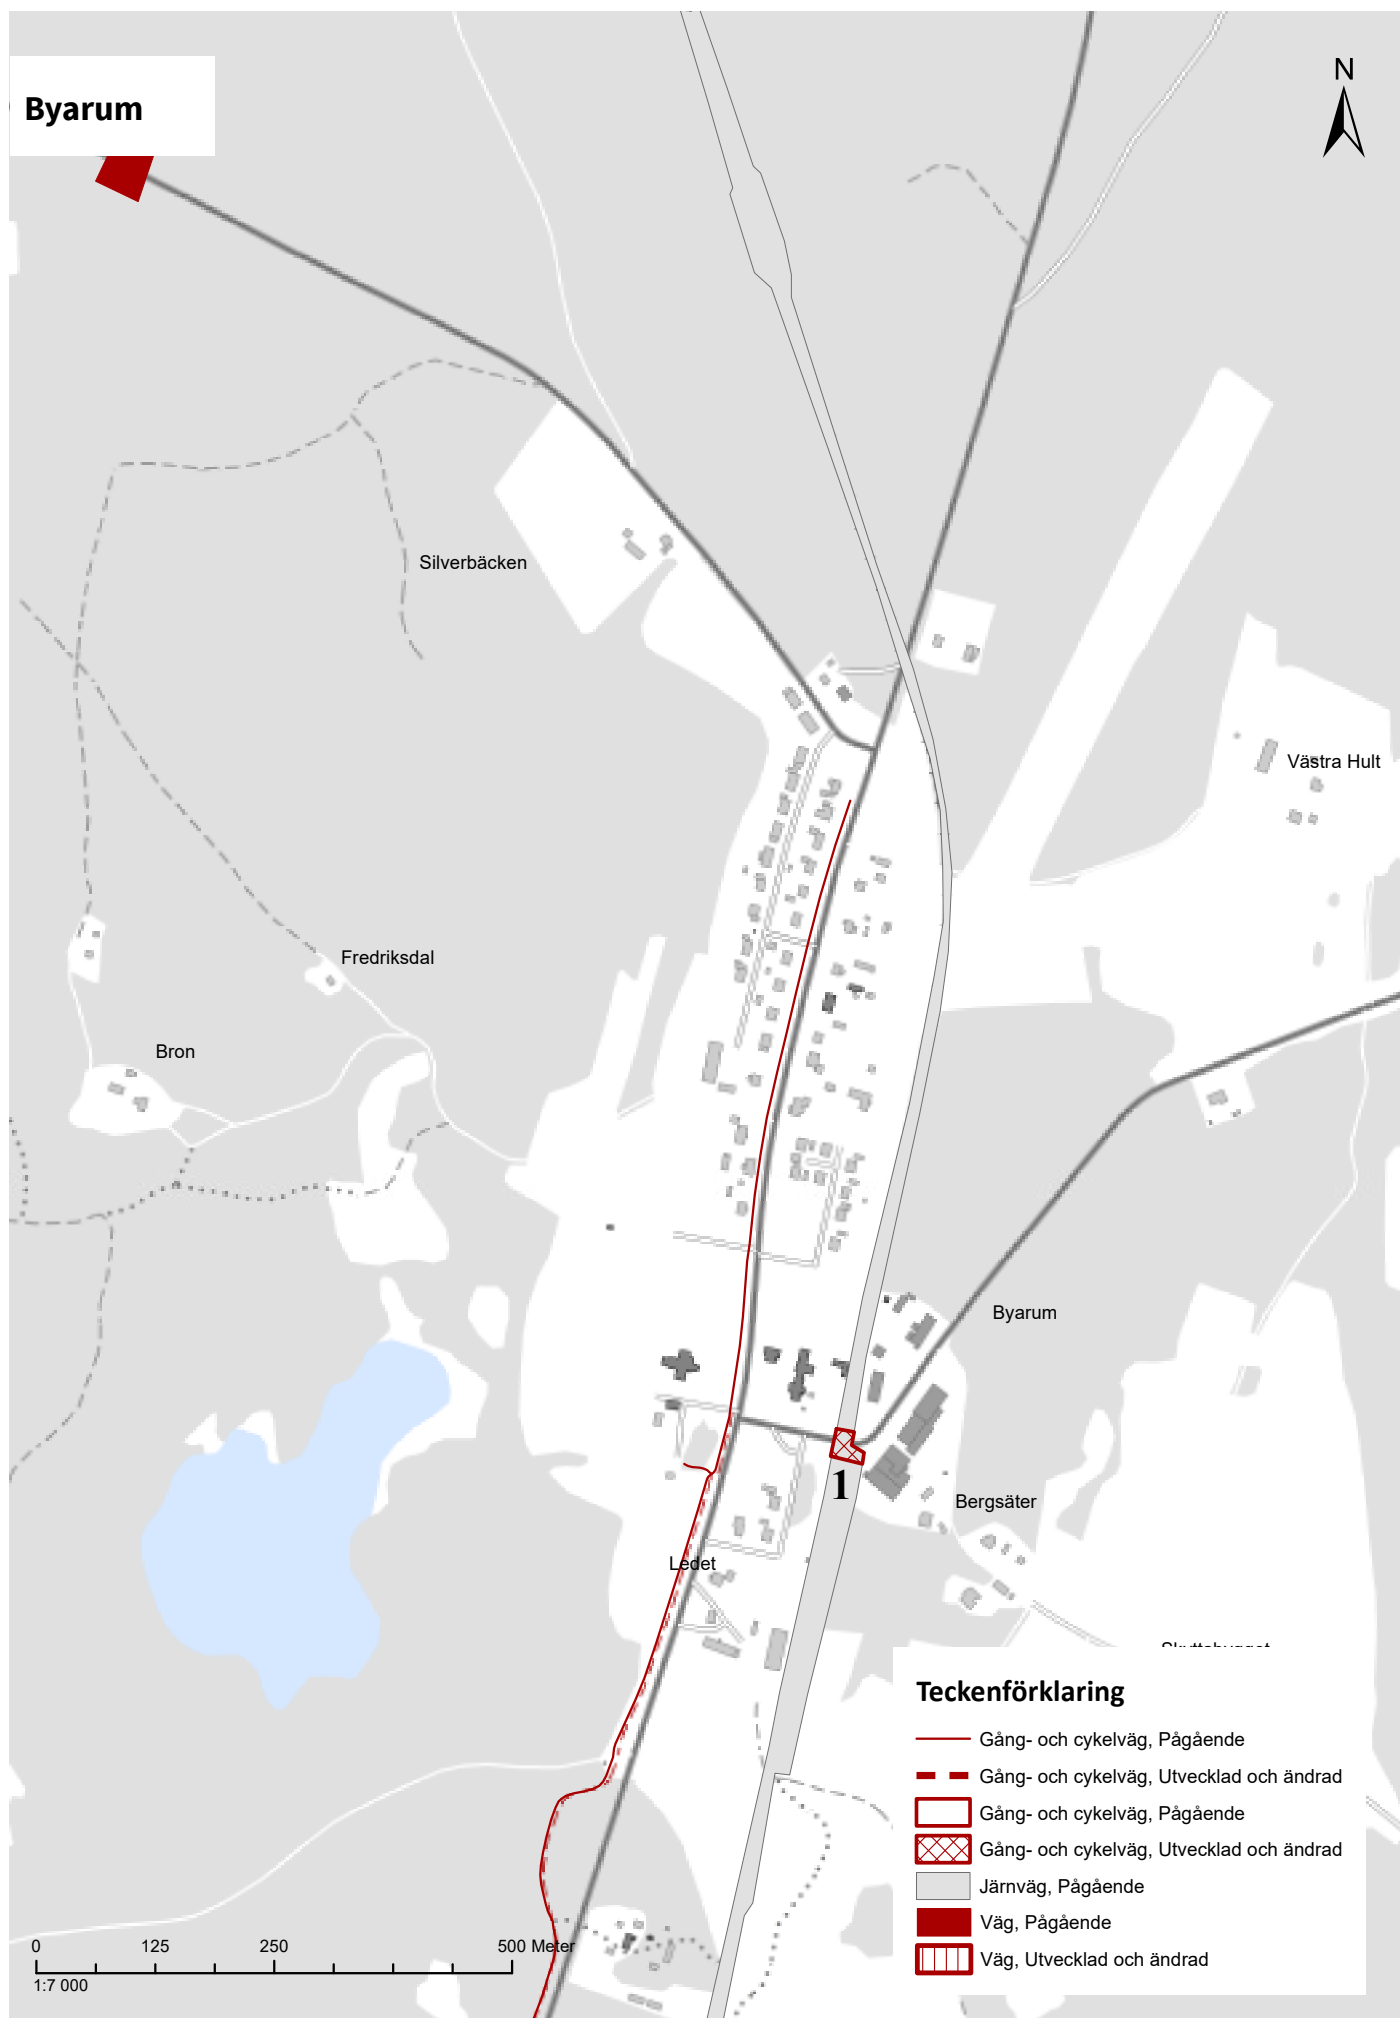 Byarum
N
Silverbäcken
Västra Hult
Fredriksdal
Bron
Byarum
1
Bergsäter
Ledet
Teckenförklaring
Gång- och cykelväg, Pågående
Gång- och cykelväg, Utvecklad och ändrad
Gång- och cykelväg, Pågående
Gång- och cykelväg, Utvecklad och ändrad
Järnväg, Pågående
Väg, Pågående
Väg, Utvecklad och ändrad
0 125 250 500 Meter
1:7 000